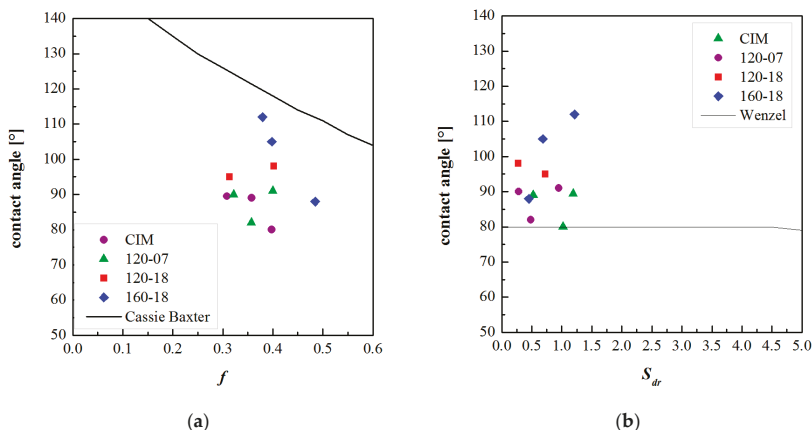 140
130
120
110
100
90
80
70
60
50
contact angle [°]
CIM
120-07
120-18
160-18
Cassie Baxter
0.0 0.1 0.2 0.3 0.4 0.5 0.6
f
(a)
140
130
120
110
100
90
80
70
60
50
contact angle [°]
CIM
120-07
120-18
160-18
Wenzel
0.0 0.5 1.0 1.5 2.0 2.5 3.0 3.5 4.0 4.5 5.0
S_dr
(b)